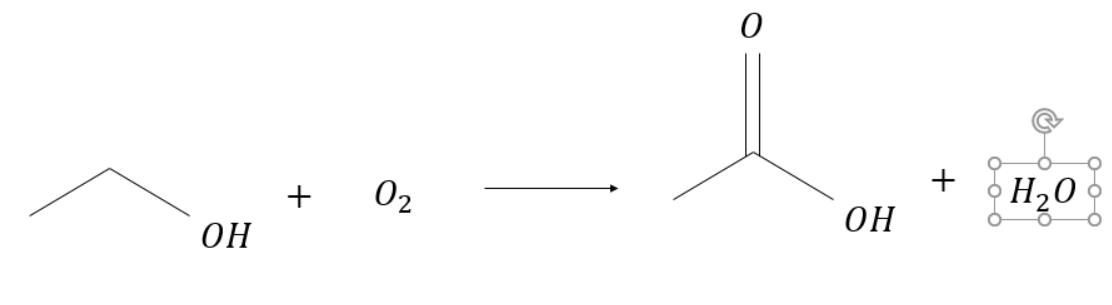 O
OH + O₂ + H₂O
OH